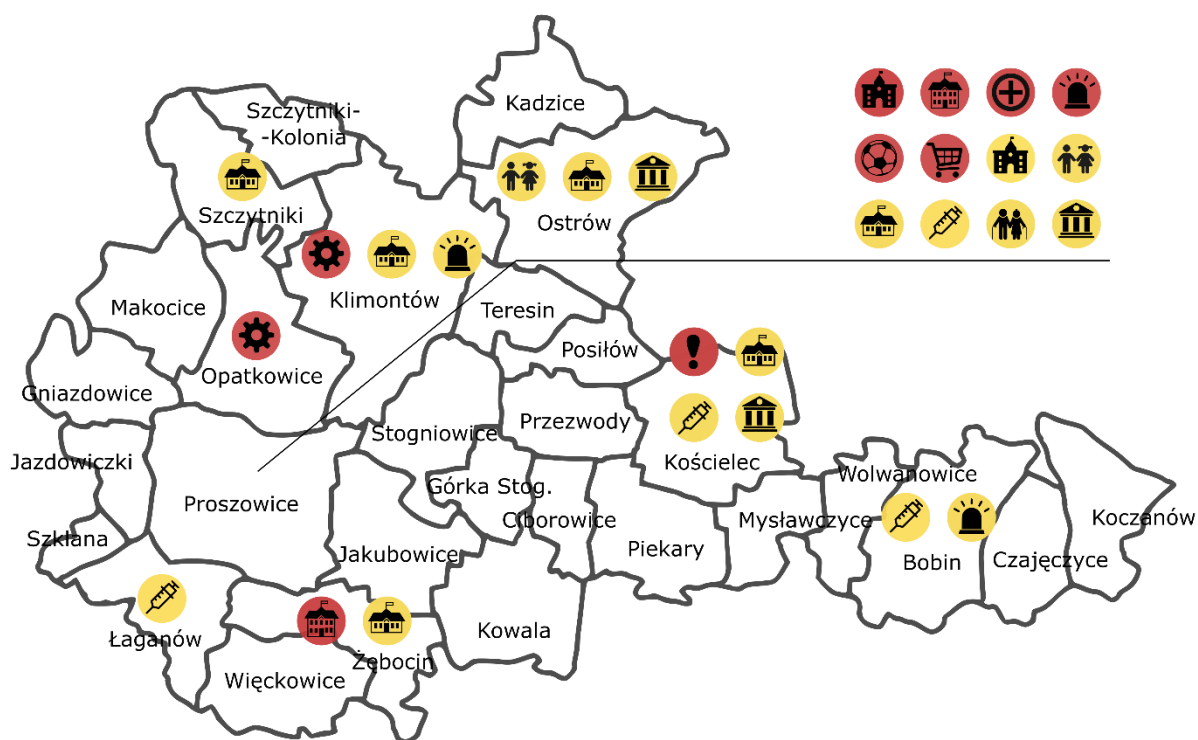 Kadzice
Szczytniki-
-Kolonia
Szczytniki
Ostrów
Klimontów
Makocice
Teresin
Posiłów
Opatkowice
Gniazdowice
Przezwody
Stogniowice
Jazdowiczki
Kościelec
Wolwanowice
Górka Stog.
Proszowice
Ciborowice
Mysławczyce
Koczanów
Szklana
Jakubowice
Piekary
Bobin
Czajęczyce
Łaganów
Kowala
Żębocin
Więckowice